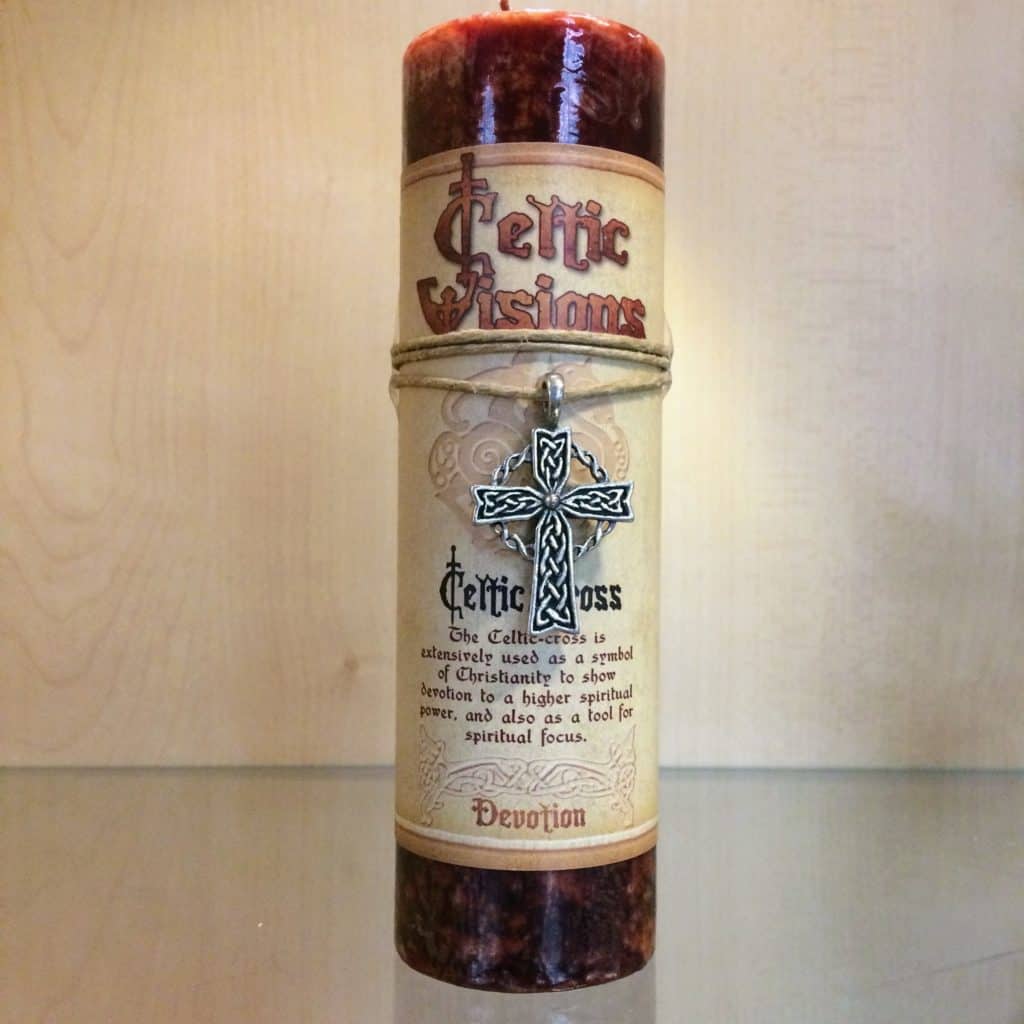 Celtic
Visions
Celtic ross
The Celtic-cross is
extensively used as a symbol
of Christianity to show
devotion to a higher spiritual
power, and also as a tool for
spiritual focus.
Devotion